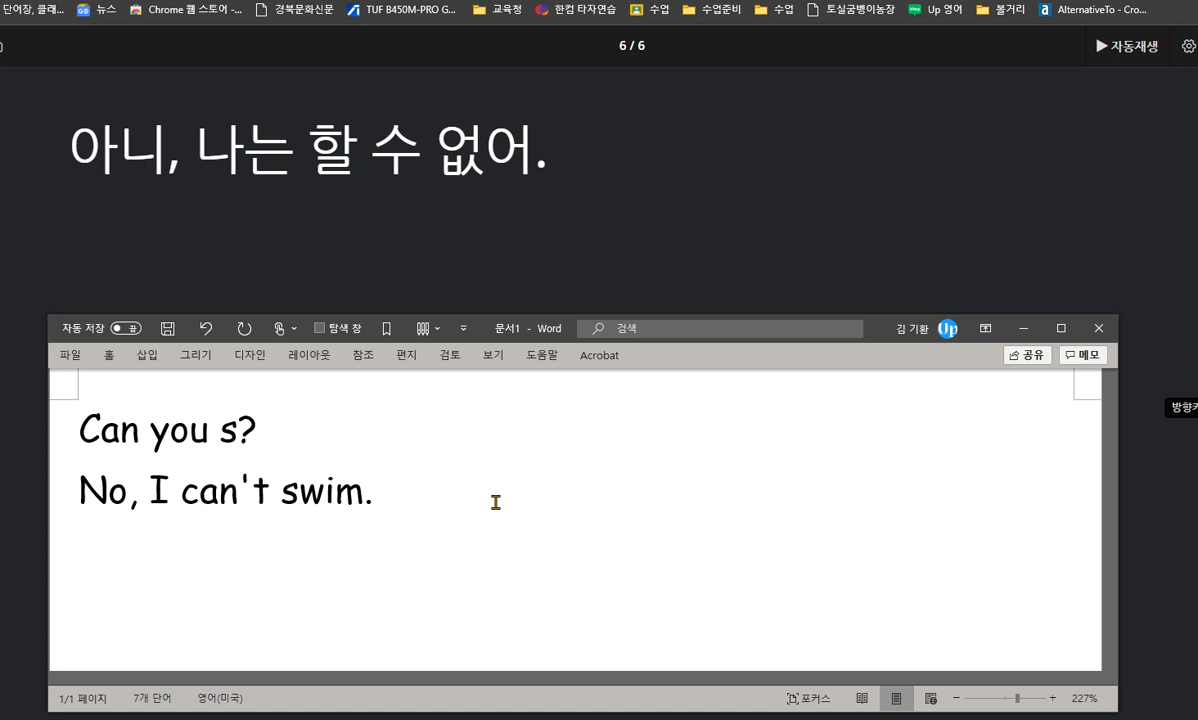 단어장, 클래... 뉴스 Chrome 웹 스토어 -... 경북문화신문 TUF B450M-PRO G... 교육청 한컴 타자연습 수업 수업준비 수업 토실굼벵이농장 Up 영어 볼거리 AlternativeTo - Cro...
6 / 6 ▶ 자동재생
아니, 나는 할 수 없어.
자동 저장 끔 탐색 창 문서1 - Word 검색 김 기환 Up
파일 홈 삽입 그리기 디자인 레이아웃 참조 편지 검토 보기 도움말 Acrobat 공유 메모
방향키
Can you s?
No, I can't swim.
1/1 페이지 7개 단어 영어(미국) 포커스 227%